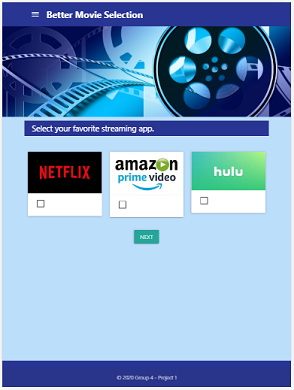 Better Movie Selection
Select your favorite streaming app.
NETFLIX
amazon
prime video
hulu
NEXT
© 2020 Group 4 - Project 1